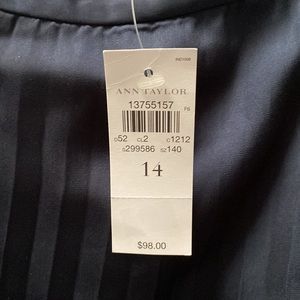 ANN TAYLOR
13755157
D52 CL2 C1212
S299586 SZ140
14
$98.00